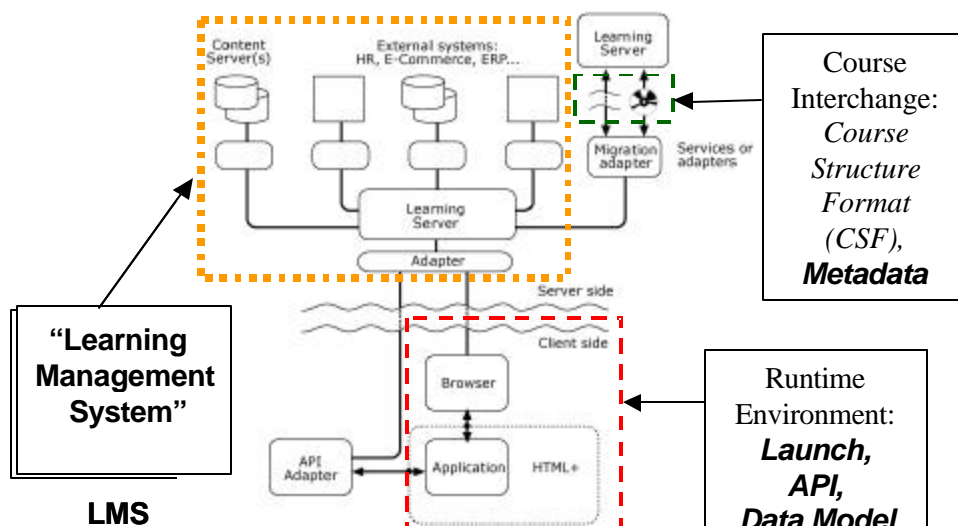 Content
Server(s)
External systems:
HR, E-Commerce, ERP...
Learning
Server
Migration
adapter
Services or
adapters
Learning
Server
Adapter
Server side
Client side
Browser
API
Adapter
Application
HTML+
Course
Interchange:
Course
Structure
Format
(CSF),
Metadata
“Learning
Management
System”
LMS
Runtime
Environment:
Launch,
API,
Data Model